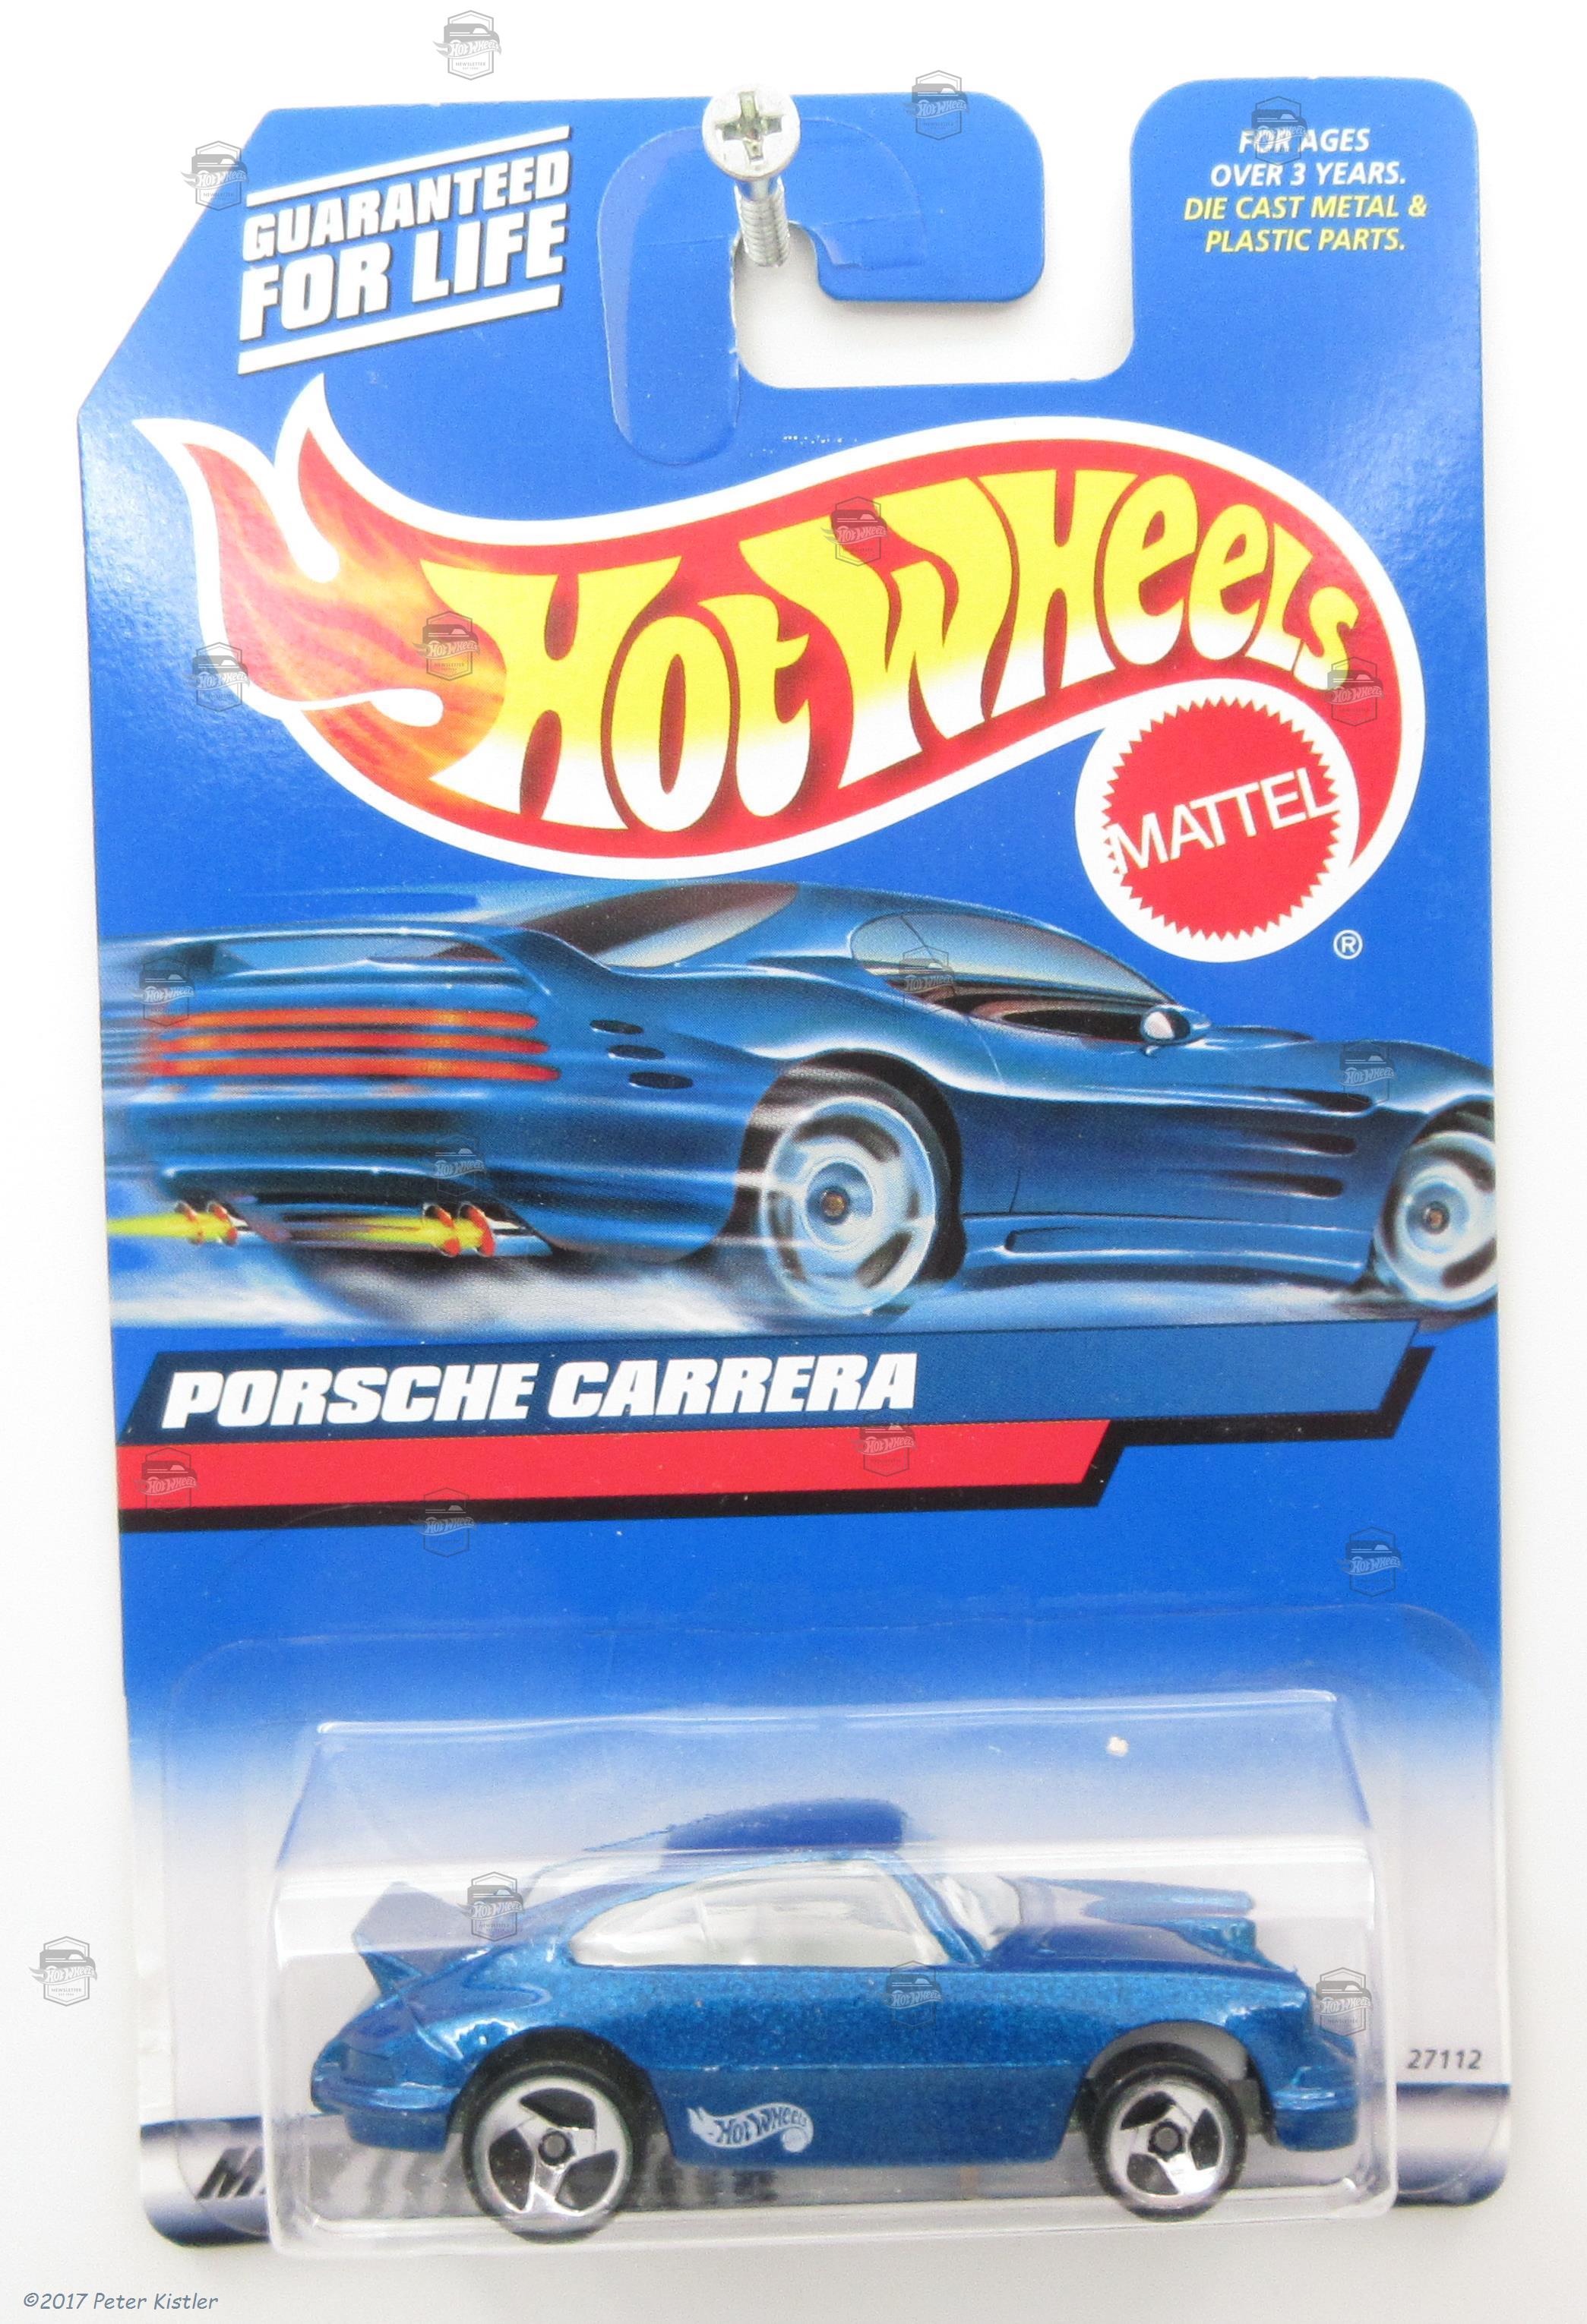 GUARANTEED
FOR LIFE
FOR AGES
OVER 3 YEARS.
DIE CAST METAL &
PLASTIC PARTS.
HOT WHEELS
MATTEL
®
PORSCHE CARRERA
27112
HOT WHEELS
©2017 Peter Kistler